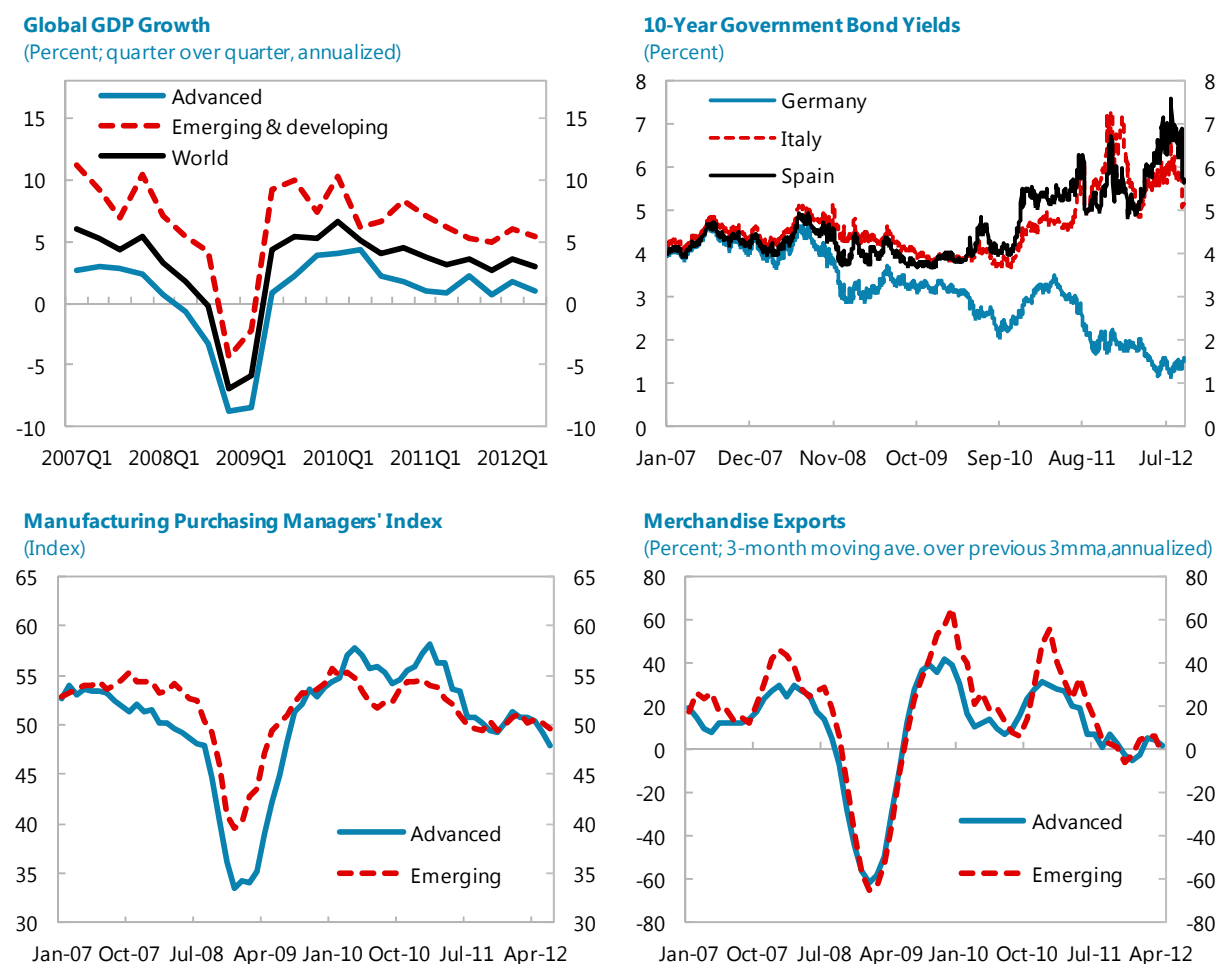 Global GDP Growth
(Percent; quarter over quarter, annualized)
Advanced
Emerging & developing
World
15 15
10 10
5 5
0 0
-5 -5
-10 -10
2007Q1 2008Q1 2009Q1 2010Q1 2011Q1 2012Q1
10-Year Government Bond Yields
(Percent)
8 8
Germany
7 7
Italy
6 6
Spain
5 5
4 4
3 3
2 2
1 1
0 0
Jan-07 Dec-07 Nov-08 Oct-09 Sep-10 Aug-11 Jul-12
Manufacturing Purchasing Managers' Index
(Index)
65 65
60 60
55 55
50 50
45 45
40 40
Advanced
35 35
Emerging
30 30
Jan-07 Oct-07 Jul-08 Apr-09 Jan-10 Oct-10 Jul-11 Apr-12
Merchandise Exports
(Percent; 3-month moving ave. over previous 3mma,annualized)
80 80
60 60
40 40
20 20
0 0
-20 -20
Advanced
-40 -40
Emerging
-60 -60
-80 -80
Jan-07 Oct-07 Jul-08 Apr-09 Jan-10 Oct-10 Jul-11 Apr-12